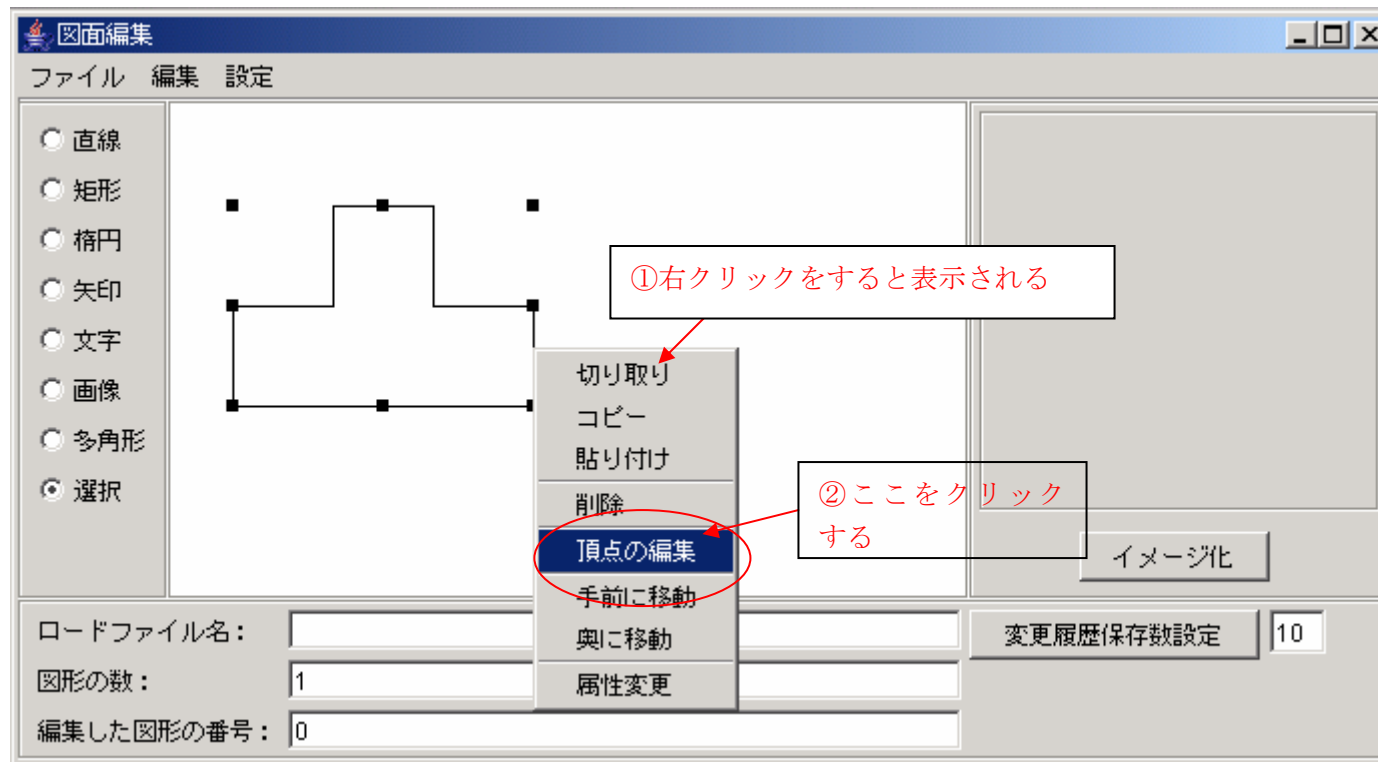 図面編集
ファイル 編集 設定
直線
矩形
楕円
矢印
文字
画像
多角形
選択
①右クリックをすると表示される
切り取り
コピー
貼り付け
削除
頂点の編集
手前に移動
奥に移動
属性変更
②ここをクリック
する
イメージ化
ロードファイル名：
変更履歴保存数設定 10
図形の数： 1
編集した図形の番号： 0